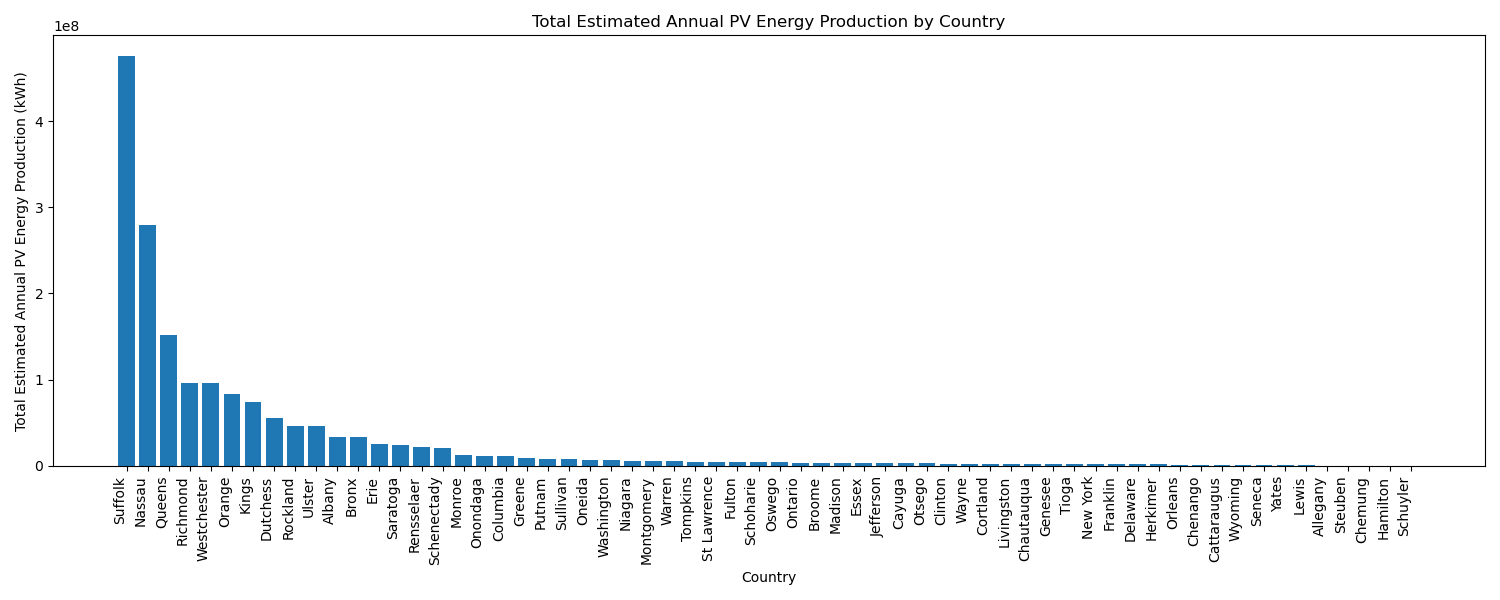 Total Estimated Annual PV Energy Production by Country
1e8
Total Estimated Annual PV Energy Production (kWh)
4
3
2
1
0
Suffolk
Nassau
Queens
Richmond
Westchester
Orange
Kings
Dutchess
Rockland
Ulster
Albany
Bronx
Erie
Saratoga
Rensselaer
Schenectady
Monroe
Onondaga
Columbia
Greene
Putnam
Sullivan
Oneida
Washington
Niagara
Montgomery
Warren
Tompkins
St Lawrence
Fulton
Schoharie
Oswego
Ontario
Broome
Madison
Essex
Jefferson
Cayuga
Otsego
Clinton
Wayne
Cortland
Livingston
Chautauqua
Genesee
Tioga
New York
Franklin
Delaware
Herkimer
Orleans
Chenango
Cattaraugus
Wyoming
Seneca
Yates
Lewis
Allegany
Steuben
Chemung
Hamilton
Schuyler
Country